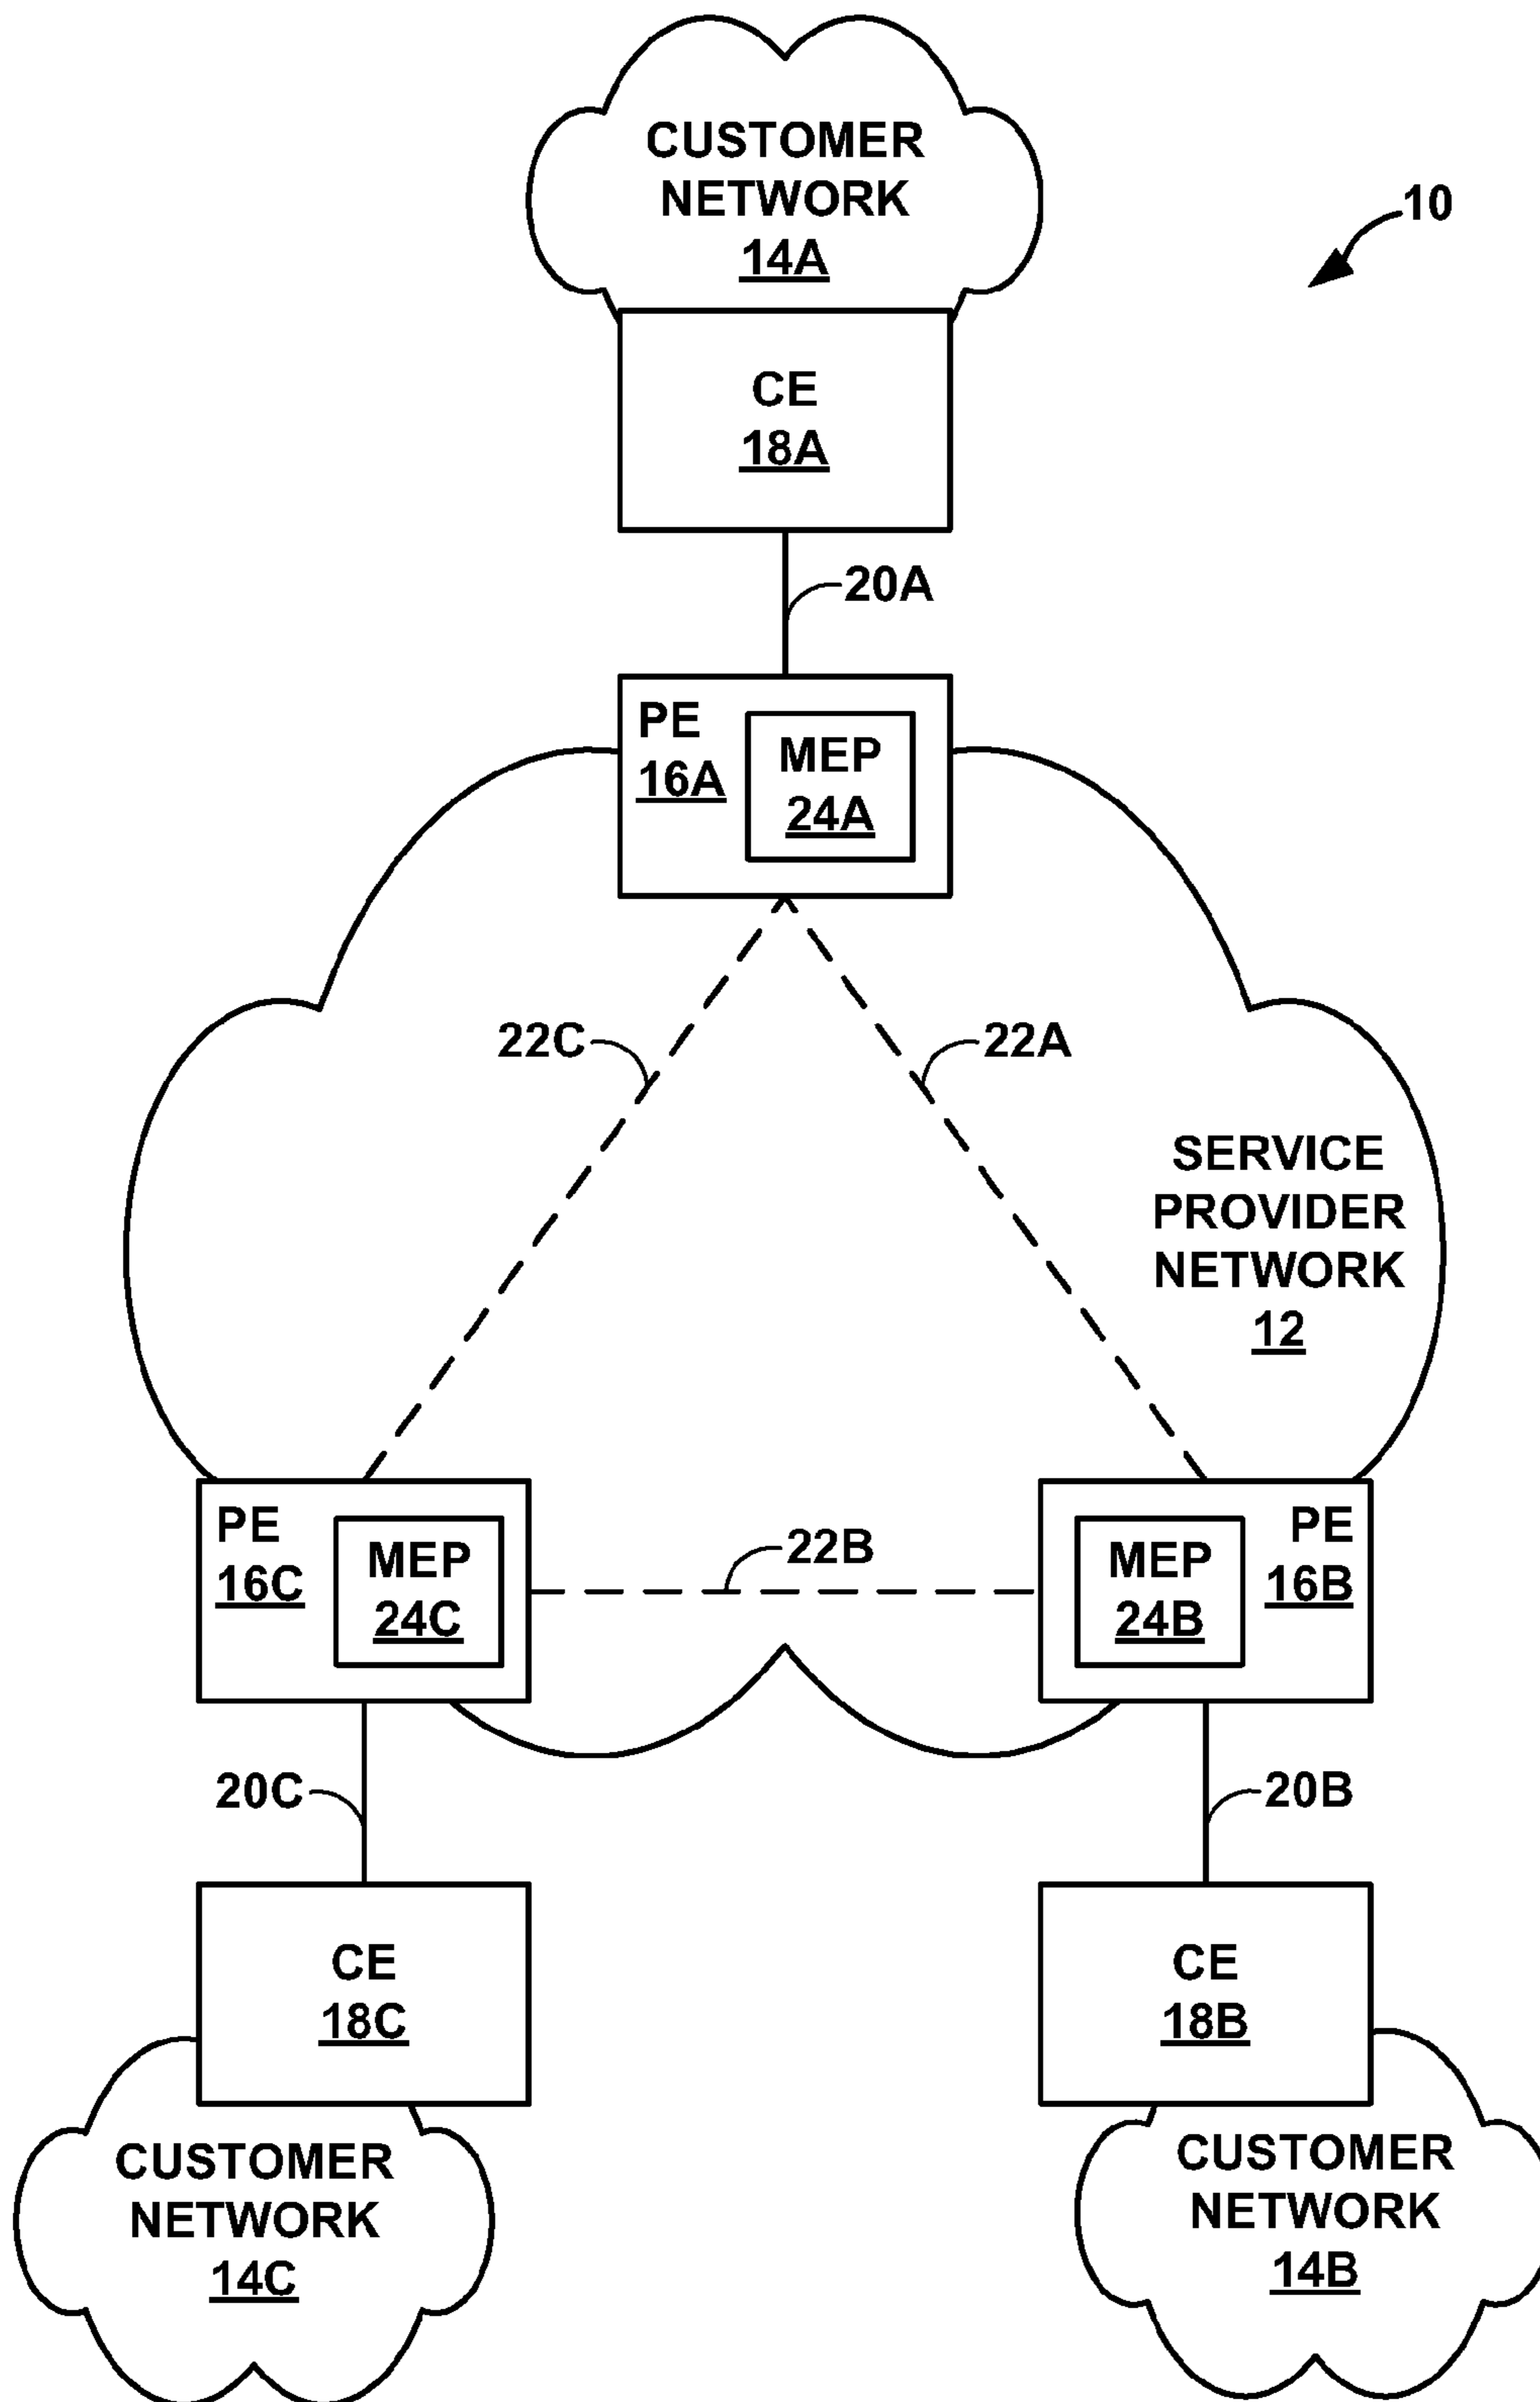 CUSTOMER
NETWORK
14A
10
CE
18A
20A
PE
16A
MEP
24A
22C
22A
SERVICE
PROVIDER
NETWORK
12
PE
16C
MEP
24C
22B
MEP
24B
PE
16B
20C
20B
CE
18C
CE
18B
CUSTOMER
NETWORK
14C
CUSTOMER
NETWORK
14B